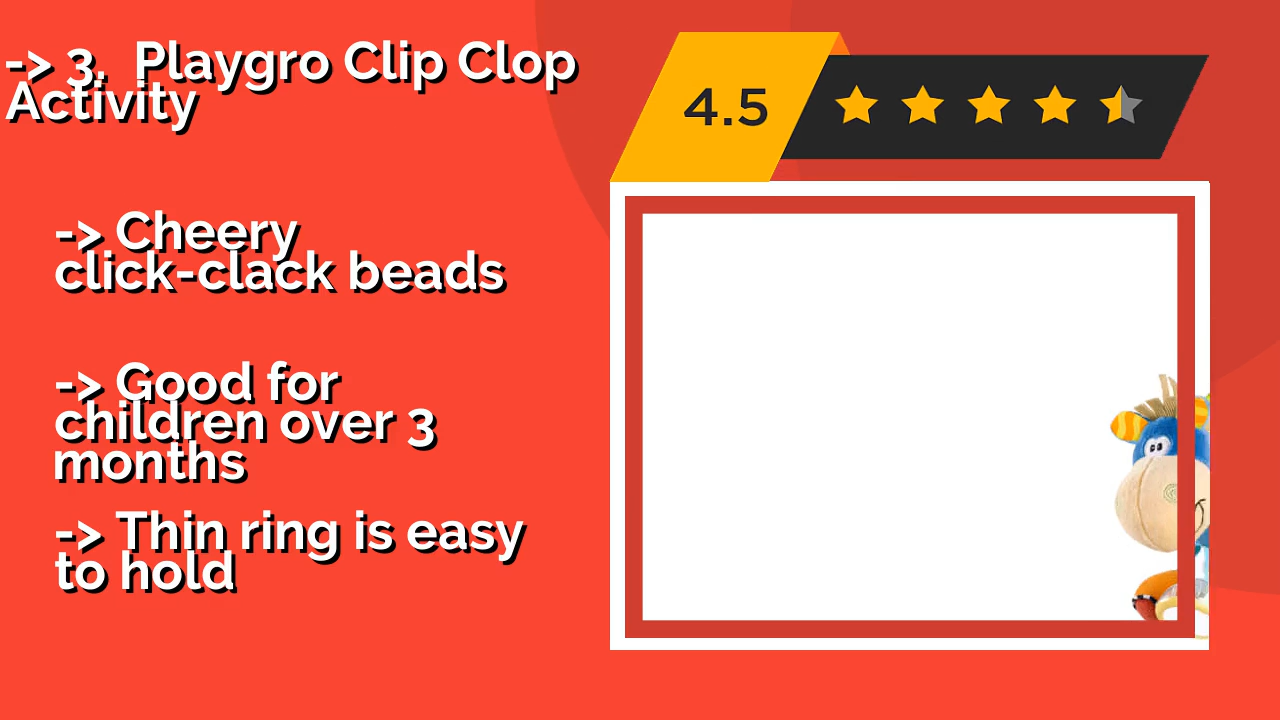 -> 3.  Playgro Clip Clop
Activity
4.5
-> Cheery
click-clack beads
-> Good for
children over 3
months
-> Thin ring is easy
to hold